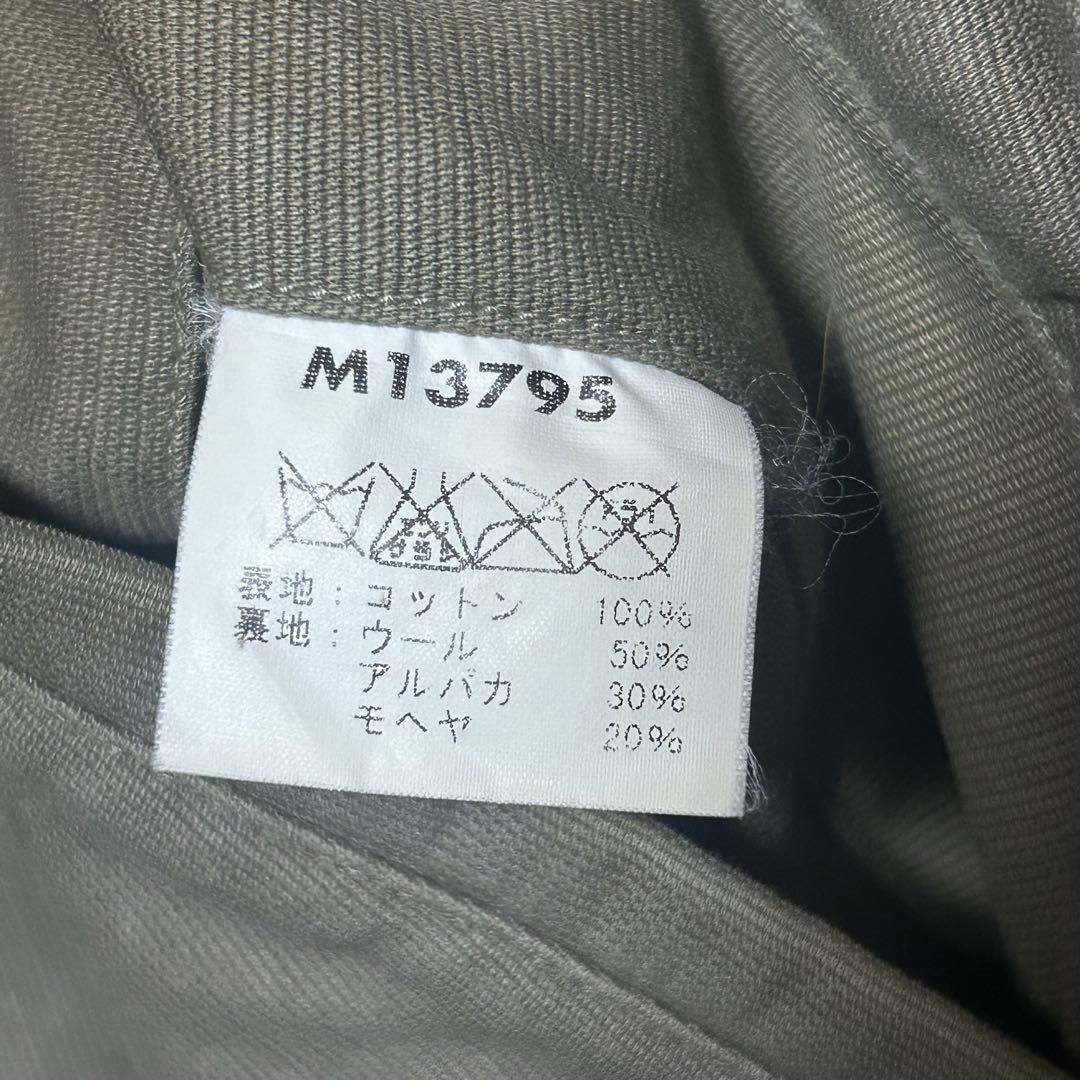 M13795
表地：コットン 100%
裏地：ウール 50%
アルパカ 30%
モヘヤ 20%